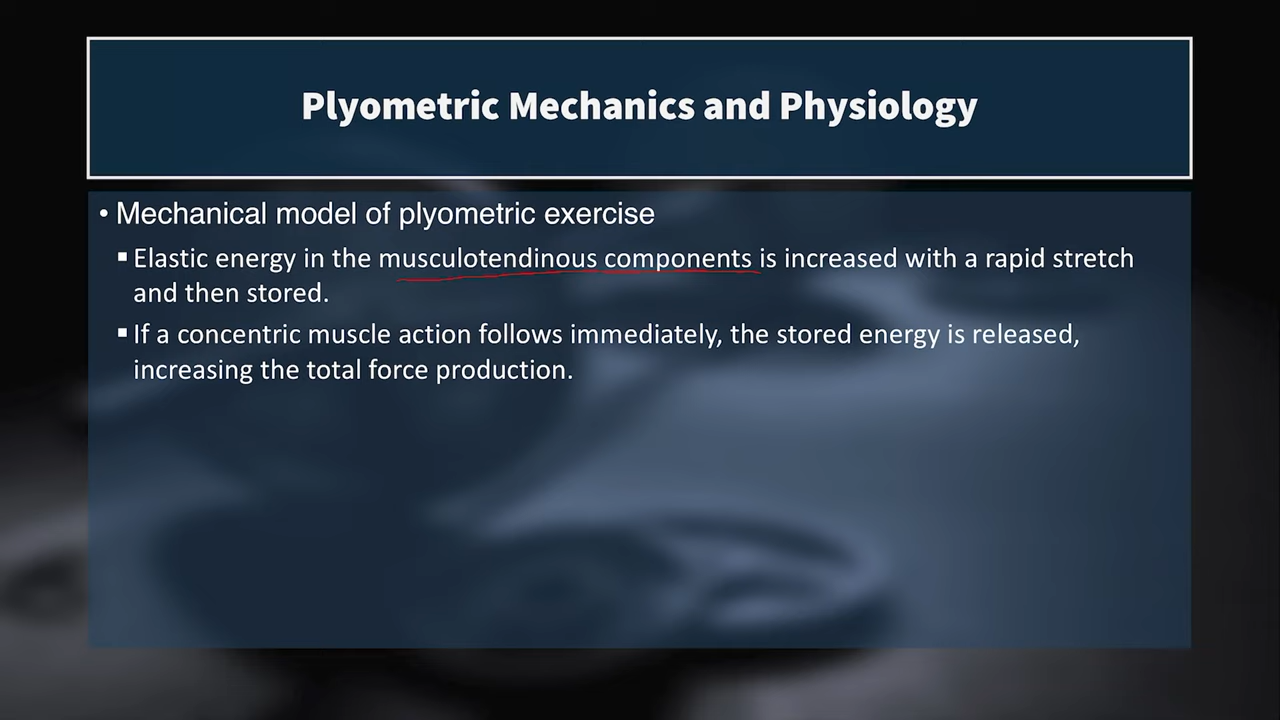 Plyometric Mechanics and Physiology
• Mechanical model of plyometric exercise
▪ Elastic energy in the musculotendinous components is increased with a rapid stretch
and then stored.
▪ If a concentric muscle action follows immediately, the stored energy is released,
increasing the total force production.